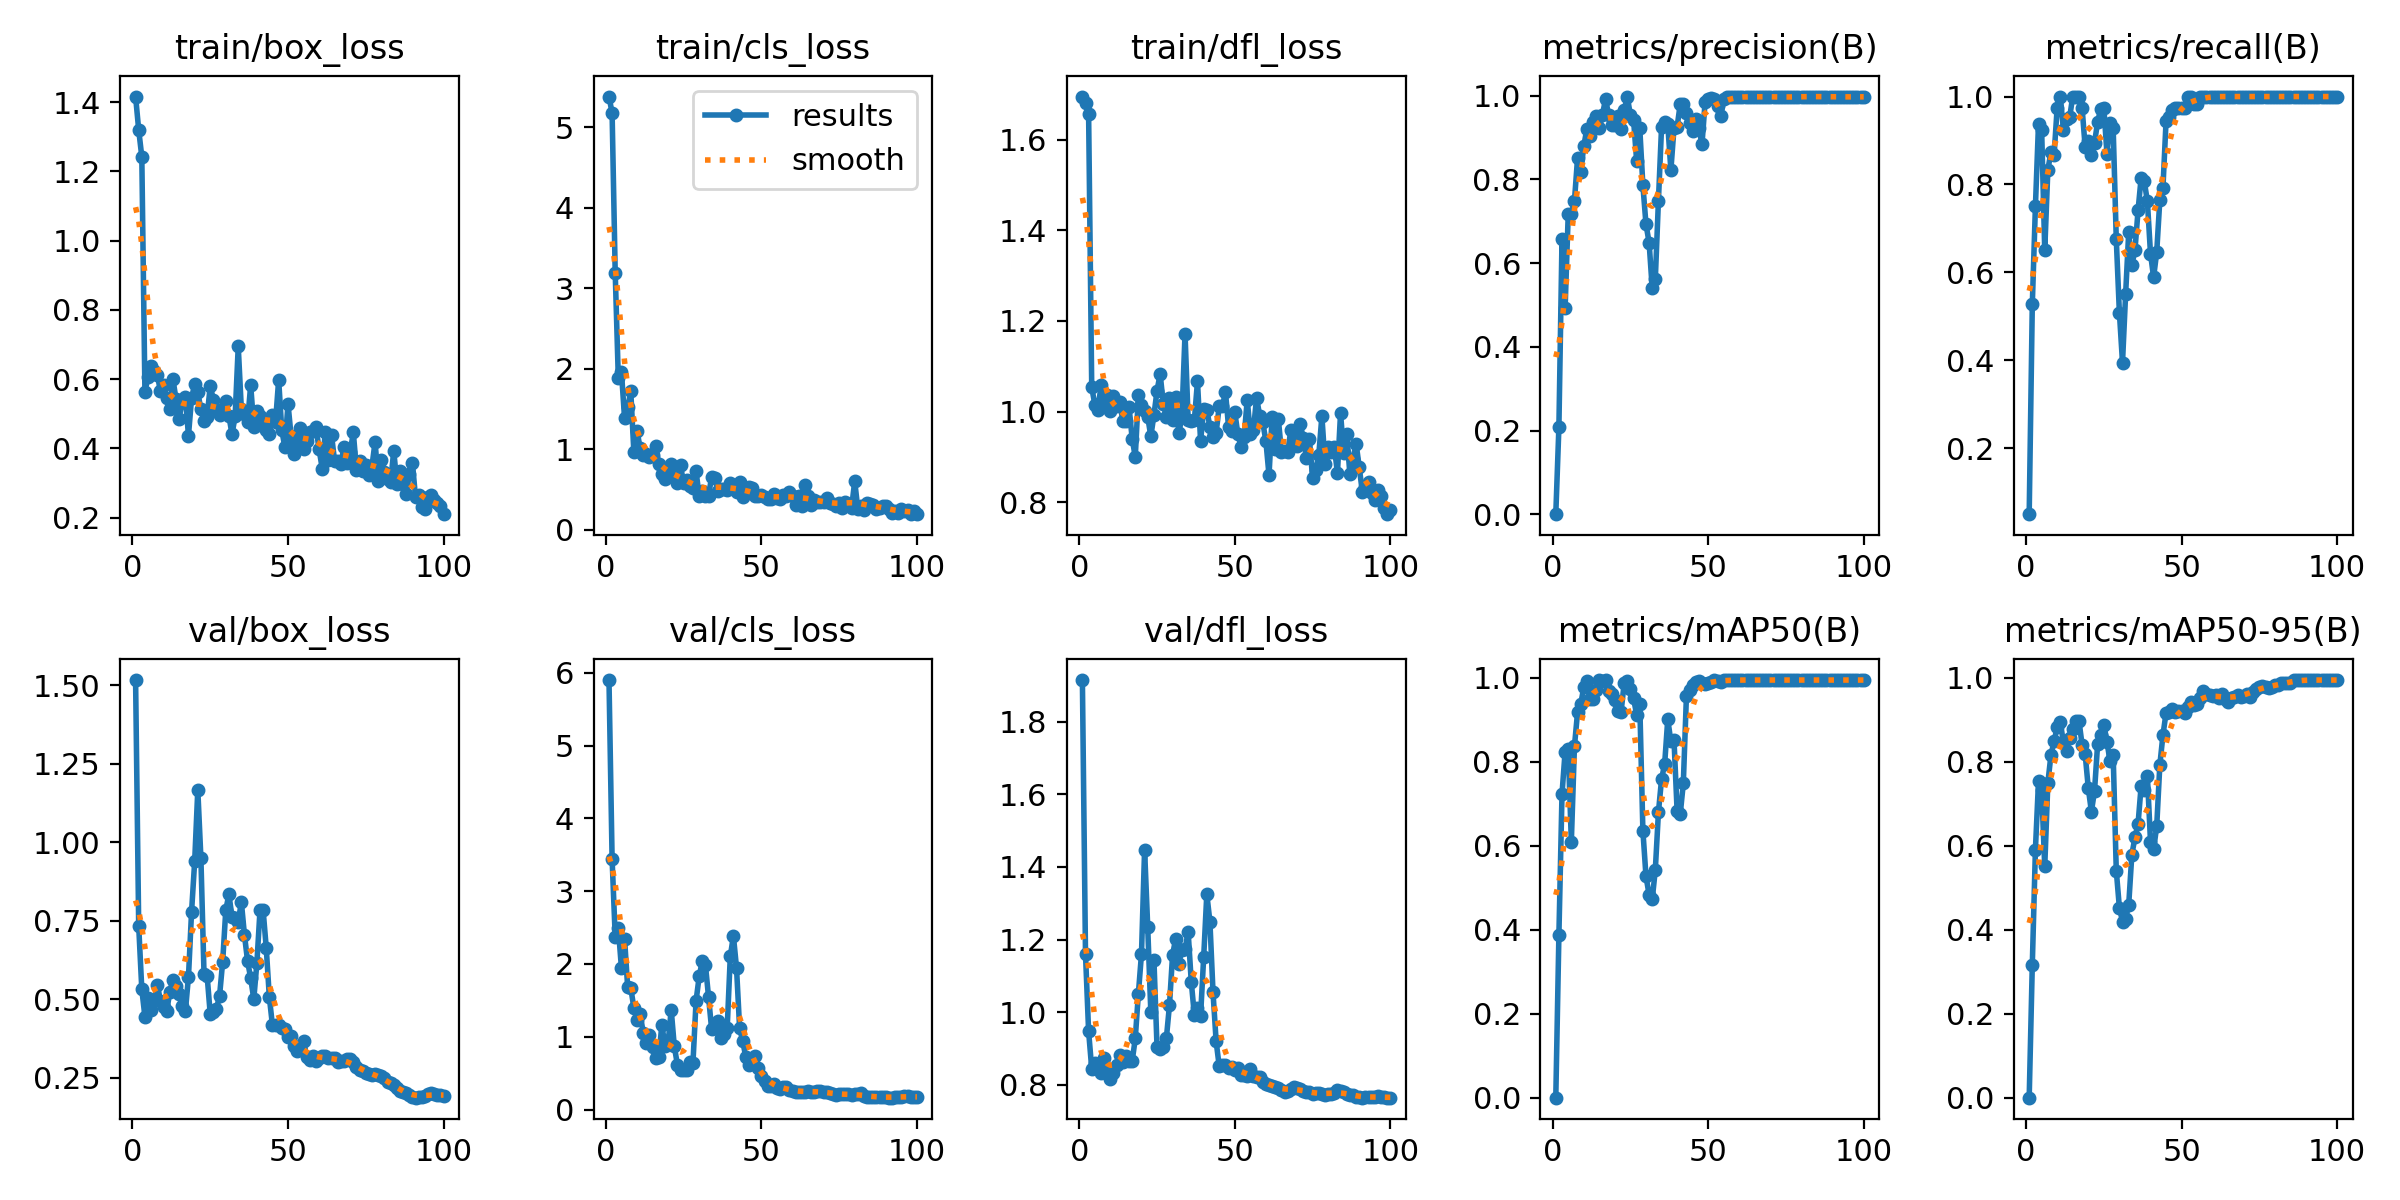 train/box_loss
1.4
1.2
1.0
0.8
0.6
0.4
0.2
0 50 100
train/cls_loss
results
smooth
5
4
3
2
1
0
0 50 100
train/dfl_loss
1.6
1.4
1.2
1.0
0.8
0 50 100
metrics/precision(B)
1.0
0.8
0.6
0.4
0.2
0.0
0 50 100
metrics/recall(B)
1.0
0.8
0.6
0.4
0.2
0 50 100
val/box_loss
1.50
1.25
1.00
0.75
0.50
0.25
0 50 100
val/cls_loss
6
5
4
3
2
1
0
0 50 100
val/dfl_loss
1.8
1.6
1.4
1.2
1.0
0.8
0 50 100
metrics/mAP50(B)
1.0
0.8
0.6
0.4
0.2
0.0
0 50 100
metrics/mAP50-95(B)
1.0
0.8
0.6
0.4
0.2
0.0
0 50 100